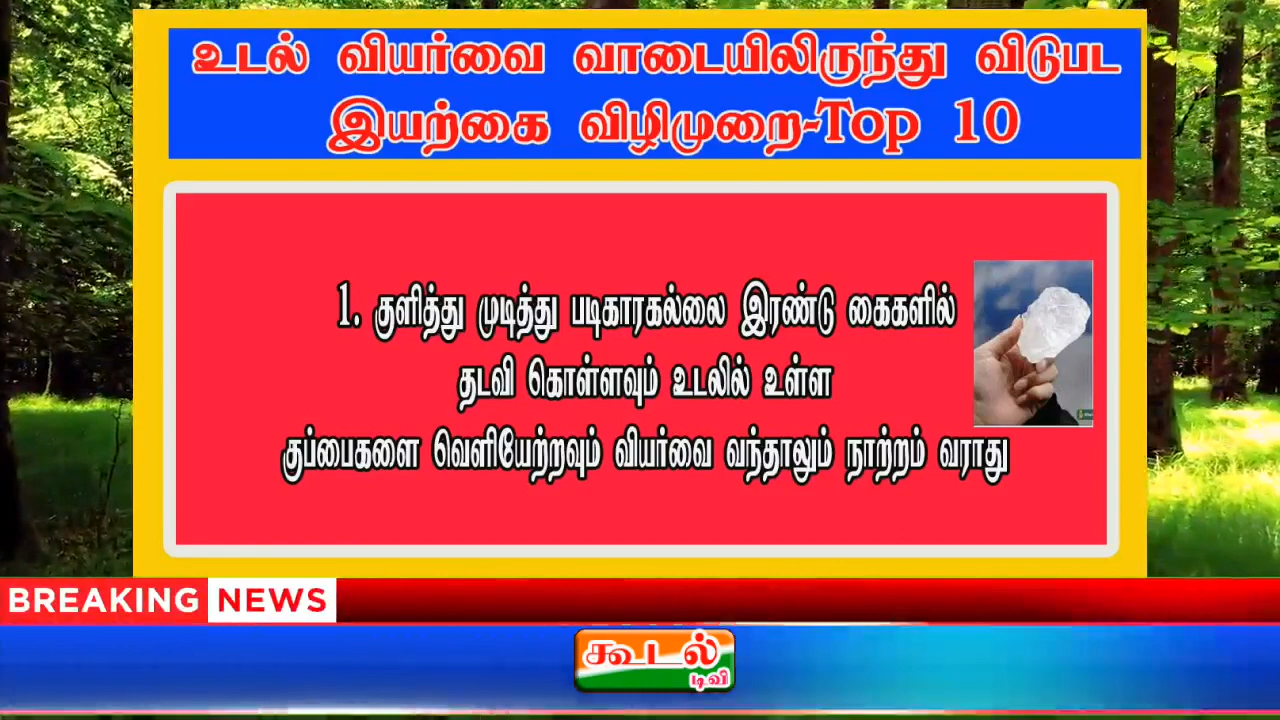 உடல் வியர்வை வாடையிலிருந்து விடுபட
இயற்கை விழிமுறை-Top 10
1. குளித்து முடித்து படிகாரகல்லை இரண்டு கைகளில்
தடவி கொள்ளவும் உடலில் உள்ள
குப்பைகளை வெளியேற்றவும் வியர்வை வந்தாலும் நாற்றம் வராது
BREAKING NEWS
கூடல்
டிவி